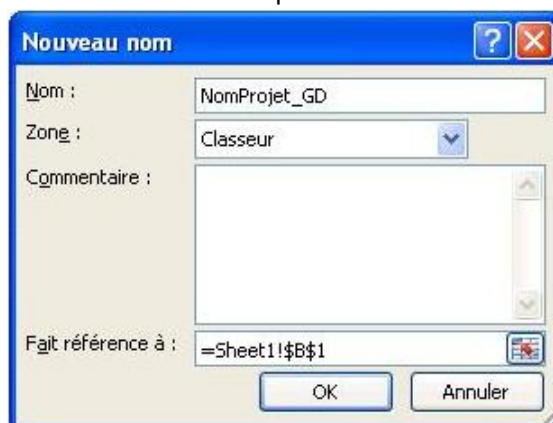 Nouveau nom
Nom :
NomProjet_GD
Zone :
Classeur
Commentaire :
Fait référence à :
=Sheet1!$B$1
OK
Annuler